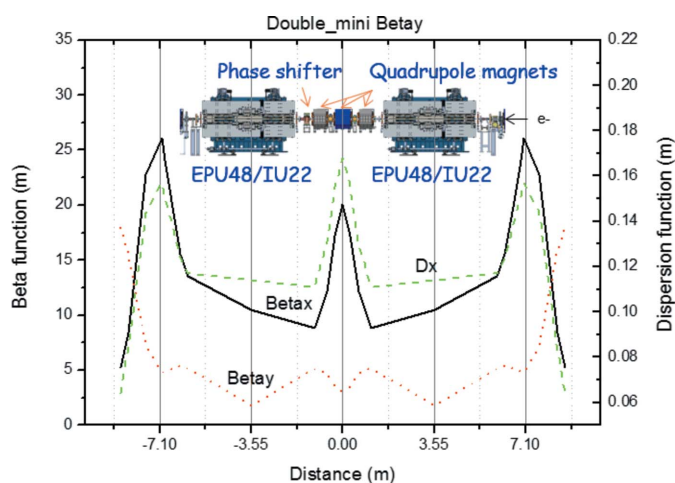 Double_mini Betay
35
30
25
20
15
10
5
0
Beta function (m)
0.22
0.20
0.18
0.16
0.14
0.12
0.10
0.08
0.06
Dispersion function (m)
Phase shifter
Quadrupole magnets
e-
EPU48/IU22
EPU48/IU22
Dx
Betax
Betay
-7.10
-3.55
0.00
3.55
7.10
Distance (m)